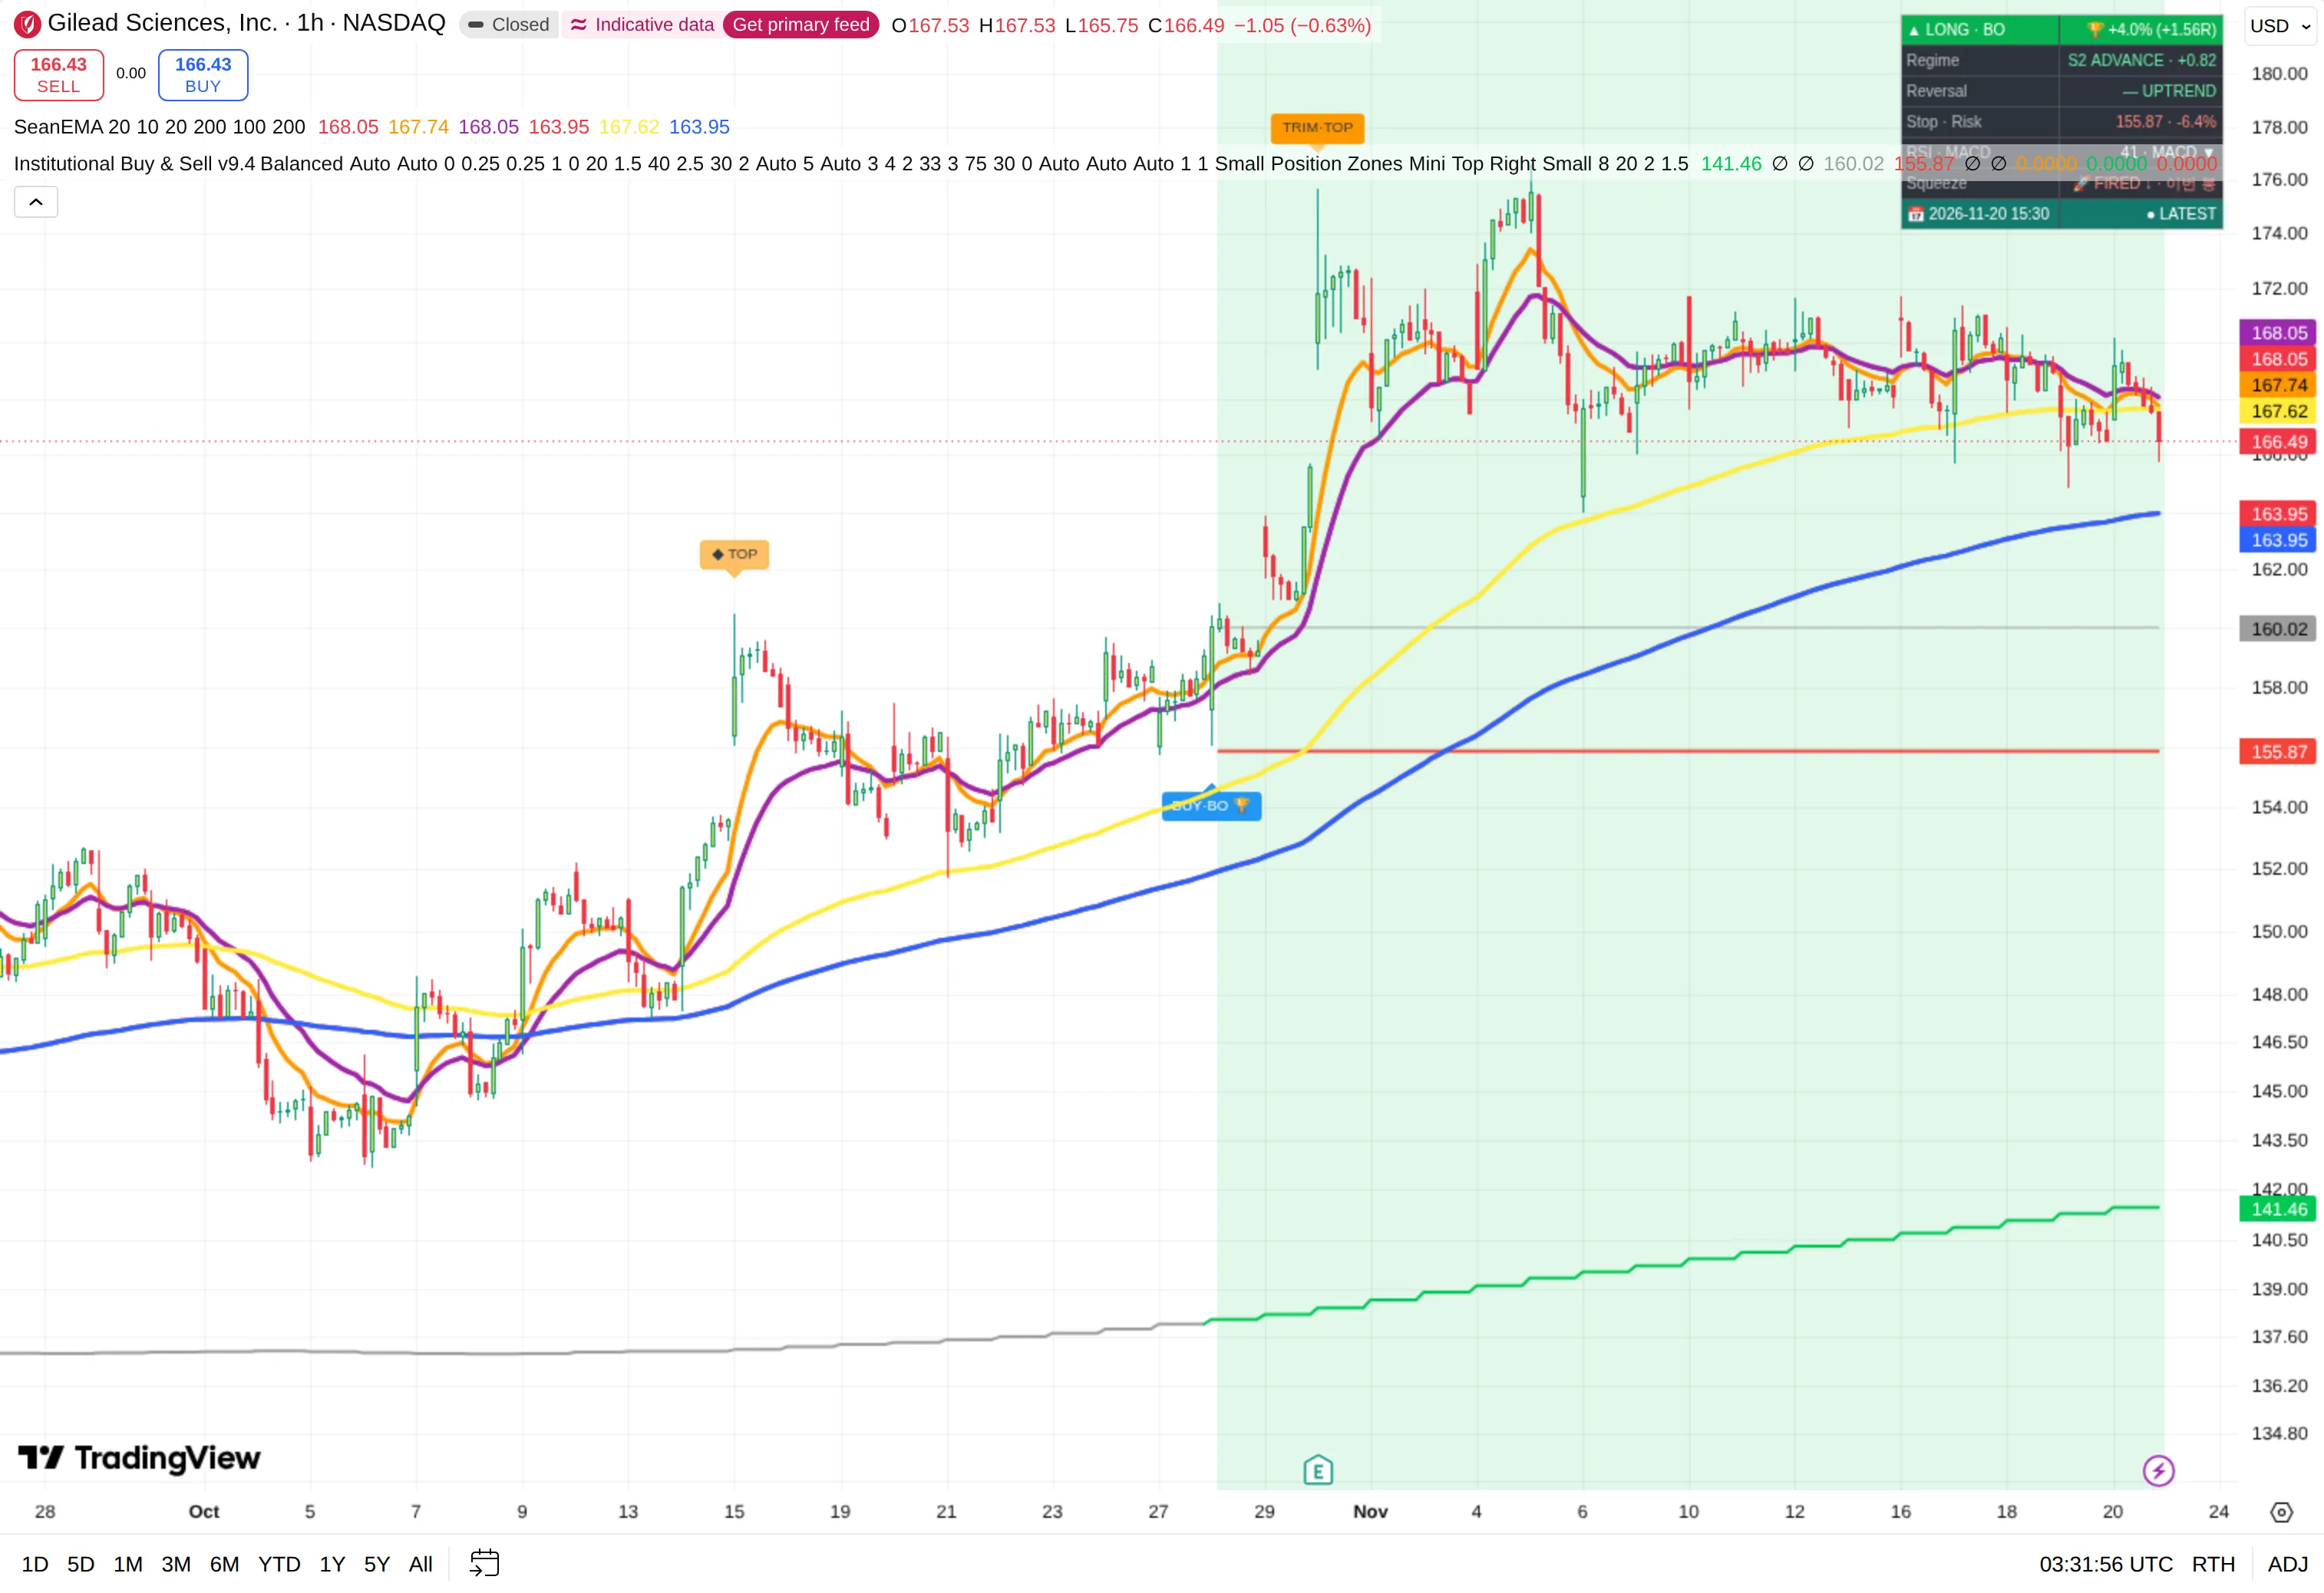 Gilead Sciences, Inc. · 1h · NASDAQ Closed Indicative data Get primary feed O167.53 H167.53 L165.75 C166.49 −1.05 (−0.63%)
166.43 SELL 0.00 166.43 BUY
SeanEMA 20 10 20 200 100 200 168.05 167.74 168.05 163.95 167.62 163.95
Institutional Buy & Sell v9.4 Balanced Auto Auto 0 0.25 0.25 1 0 20 1.5 40 2.5 30 2 Auto 5 Auto 3 4 2 33 3 75 30 0 Auto Auto Auto 1 1 Small Position Zones Mini Top Right Small 8 20 2 1.5 141.46 ∅ ∅ 160.02 155.87 ∅ ∅ 0.0000 0.0000 0.0000
▲ LONG · BO 🏆 +4.0% (+1.56R)
Regime S2 ADVANCE · +0.82
Reversal — UPTREND
Stop · Risk 155.87 · -6.4%
RSI · MACD 41 · MACD ▼
Squeeze 🚀 FIRED ↓ · 이번 봉
📅 2026-11-20 15:30 ● LATEST
USD
TRIM·TOP
◆ TOP
BUY·BO 🏆
180.00
178.00
176.00
174.00
172.00
168.05
168.05
167.74
167.62
166.49
166.00
163.95
163.95
162.00
160.02
158.00
155.87
154.00
152.00
150.00
148.00
146.50
145.00
143.50
142.00
141.46
140.50
139.00
137.60
136.20
134.80
TradingView
E
28 Oct 5 7 9 13 15 19 21 23 27 29 Nov 4 6 10 12 16 18 20 24
1D 5D 1M 3M 6M YTD 1Y 5Y All 03:31:56 UTC RTH ADJ